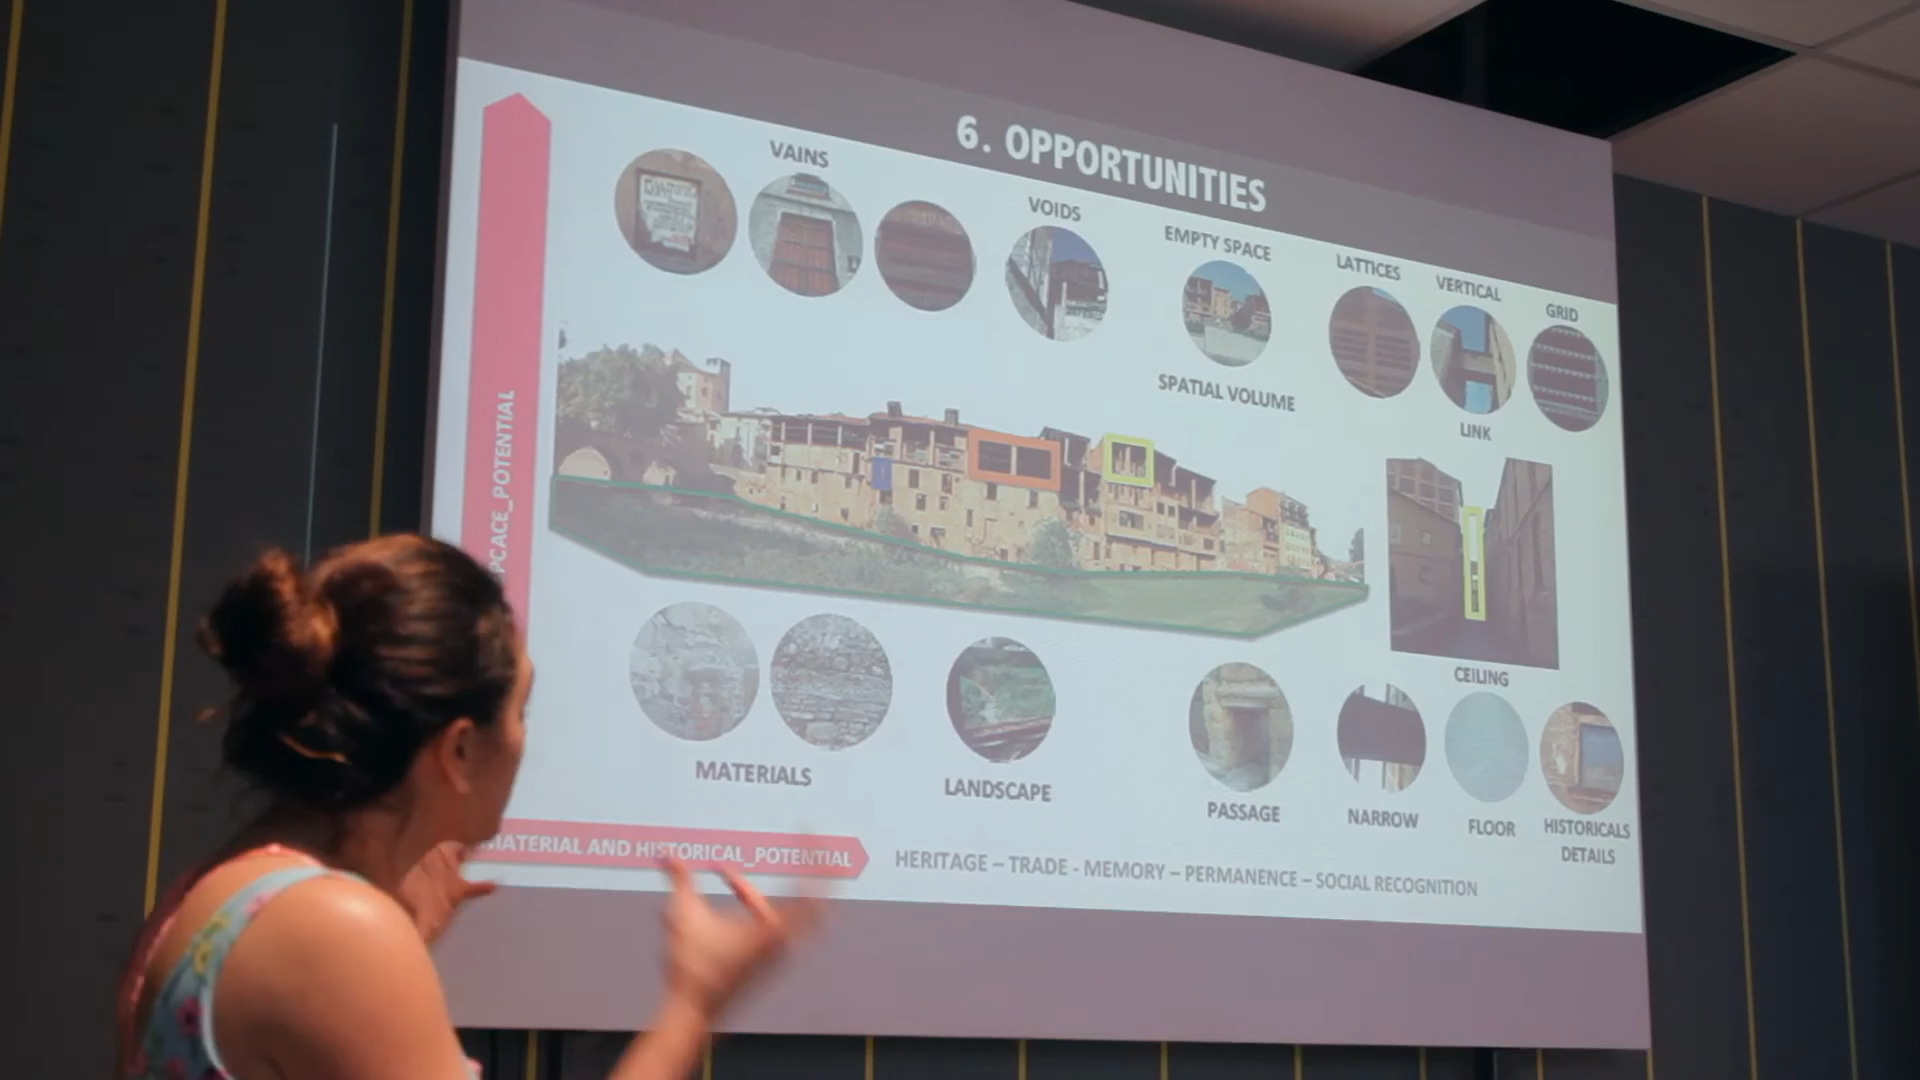 6. OPPORTUNITIES
VAINS
VOIDS
EMPTY SPACE
LATTICES
VERTICAL
GRID
SPATIAL VOLUME
LINK
PCACE_POTENTIAL
CEILING
MATERIALS
LANDSCAPE
PASSAGE
NARROW
FLOOR
HISTORICALS
DETAILS
MATERIAL AND HISTORICAL_POTENTIAL
HERITAGE – TRADE - MEMORY – PERMANENCE – SOCIAL RECOGNITION